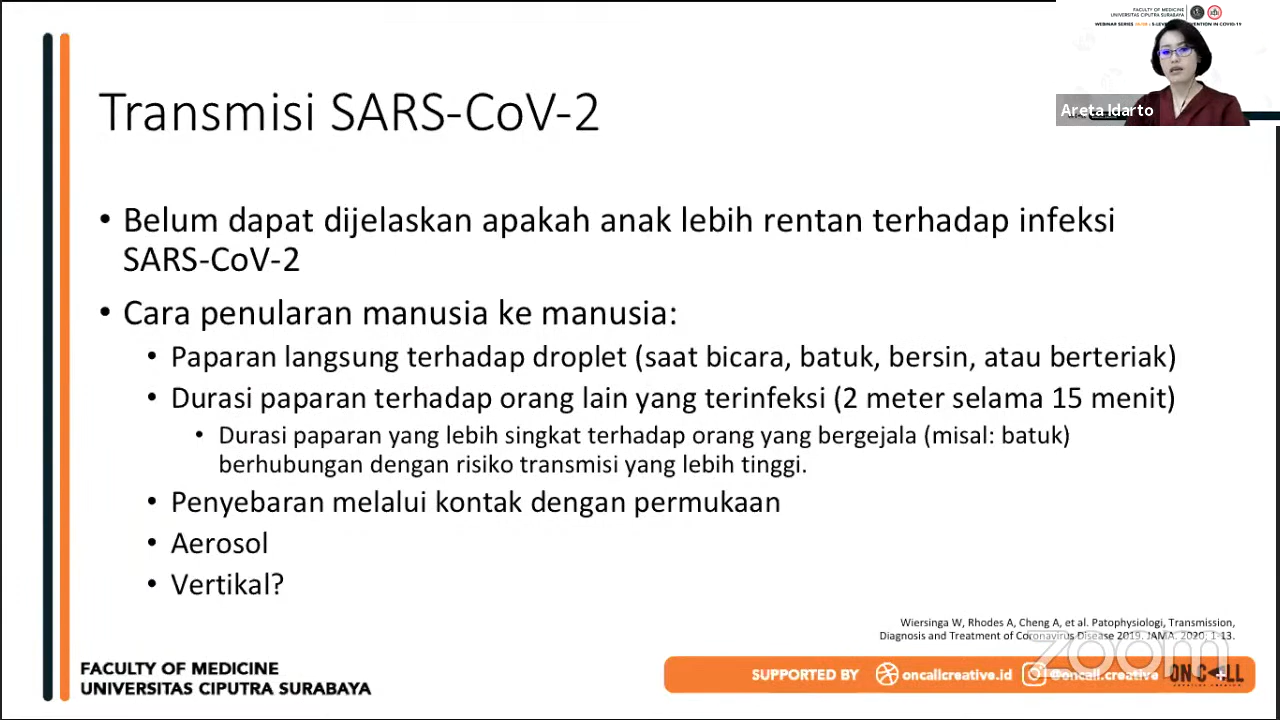 FACULTY OF MEDICINE
UNIVERSITAS CIPUTRA SURABAYA
Areta Idarto
Transmisi SARS-CoV-2
• Belum dapat dijelaskan apakah anak lebih rentan terhadap infeksi
SARS-CoV-2
• Cara penularan manusia ke manusia:
• Paparan langsung terhadap droplet (saat bicara, batuk, bersin, atau berteriak)
• Durasi paparan terhadap orang lain yang terinfeksi (2 meter selama 15 menit)
• Durasi paparan yang lebih singkat terhadap orang yang bergejala (misal: batuk)
berhubungan dengan risiko transmisi yang lebih tinggi.
• Penyebaran melalui kontak dengan permukaan
• Aerosol
• Vertikal?
Wiersinga W, Rhodes A, Cheng A, et al. Patophysiologi, Transmission,
Diagnosis and Treatment of Coronavirus Disease 2019. JAMA. 2020; 1-13.
zoom
FACULTY OF MEDICINE
UNIVERSITAS CIPUTRA SURABAYA
SUPPORTED BY oncallcreative.id @oncall.creative ON CALL